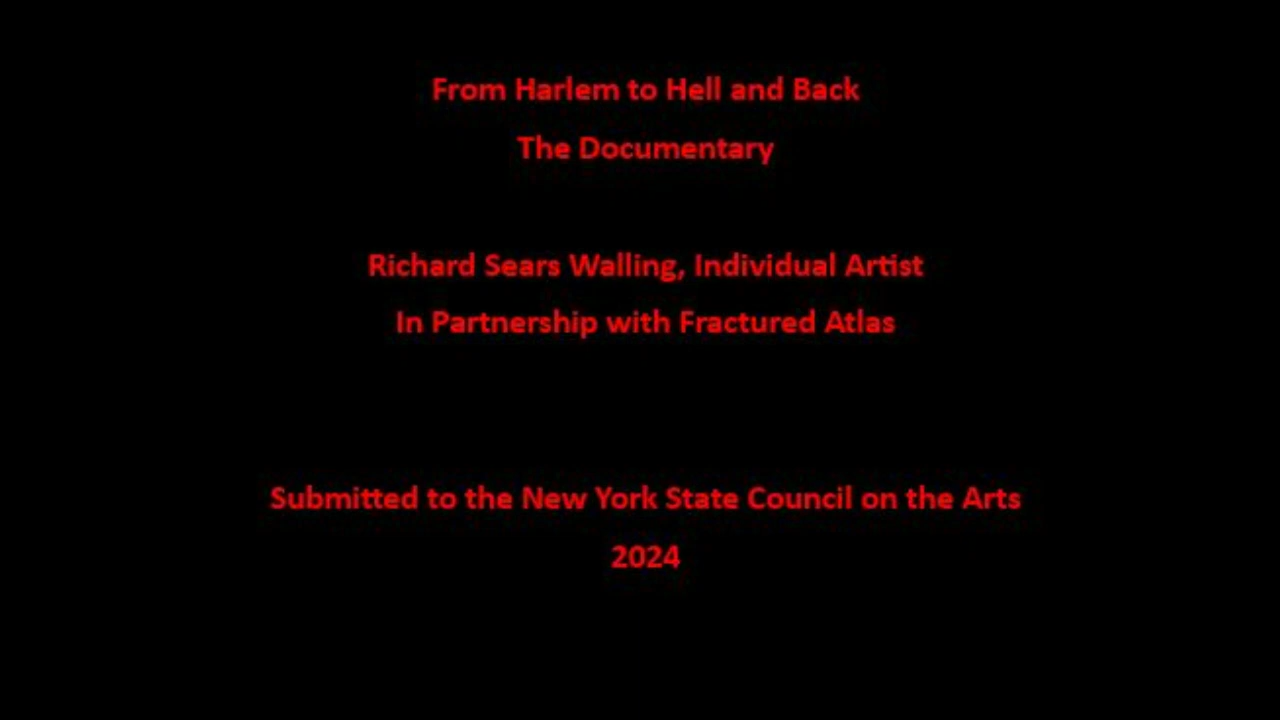 From Harlem to Hell and Back
The Documentary
Richard Sears Walling, Individual Artist
In Partnership with Fractured Atlas
Submitted to the New York State Council on the Arts
2024